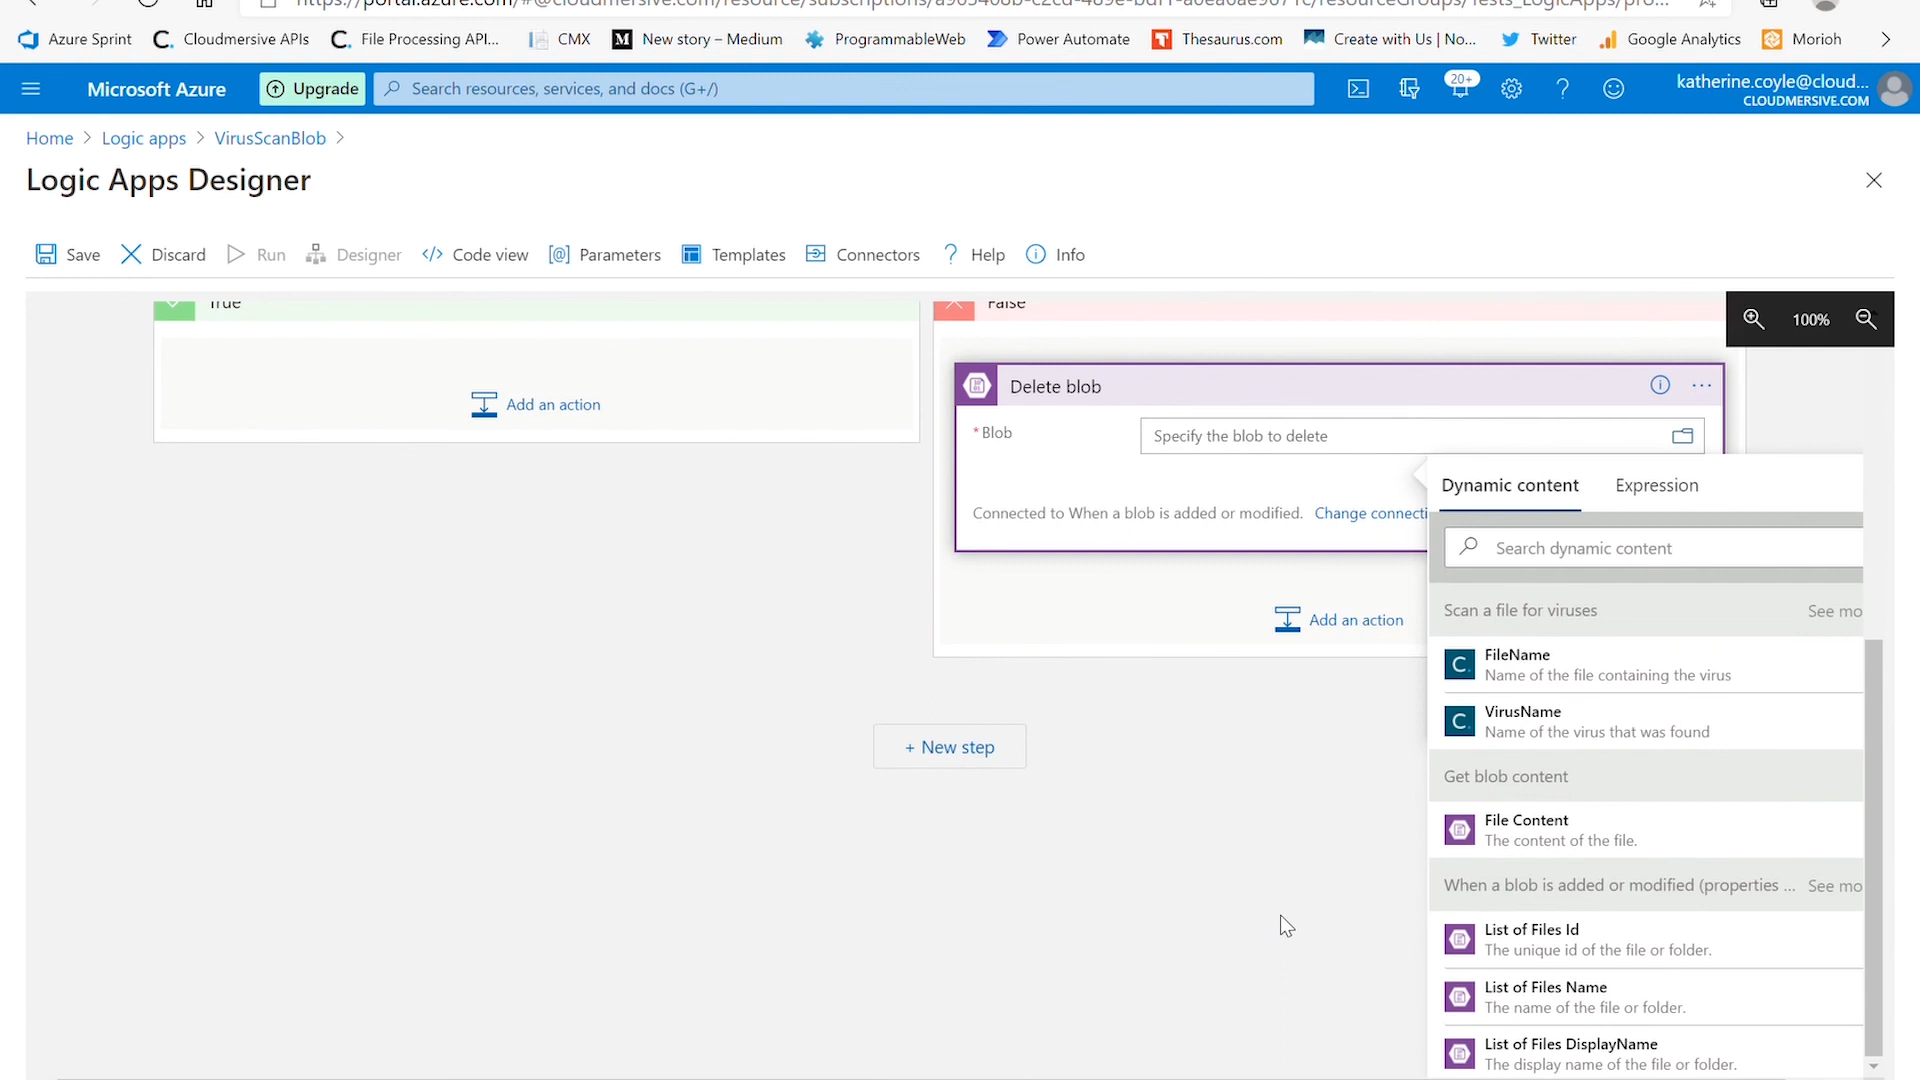 Azure Sprint
Cloudmersive APIs
File Processing API...
CMX
New story – Medium
ProgrammableWeb
Power Automate
Thesaurus.com
Create with Us | No...
Twitter
Google Analytics
Morioh
Microsoft Azure
Upgrade
Search resources, services, and docs (G+/)
20+
katherine.coyle@cloud...
CLOUDMERSIVE.COM
Home > Logic apps > VirusScanBlob >
Logic Apps Designer
Save
Discard
Run
Designer
Code view
Parameters
Templates
Connectors
Help
Info
True
False
100%
Add an action
Delete blob
* Blob
Specify the blob to delete
Connected to When a blob is added or modified. Change connecti
Add an action
+ New step
Dynamic content
Expression
Search dynamic content
Scan a file for viruses
See mo
FileName
Name of the file containing the virus
VirusName
Name of the virus that was found
Get blob content
File Content
The content of the file.
When a blob is added or modified (properties ...
See mo
List of Files Id
The unique id of the file or folder.
List of Files Name
The name of the file or folder.
List of Files DisplayName
The display name of the file or folder.